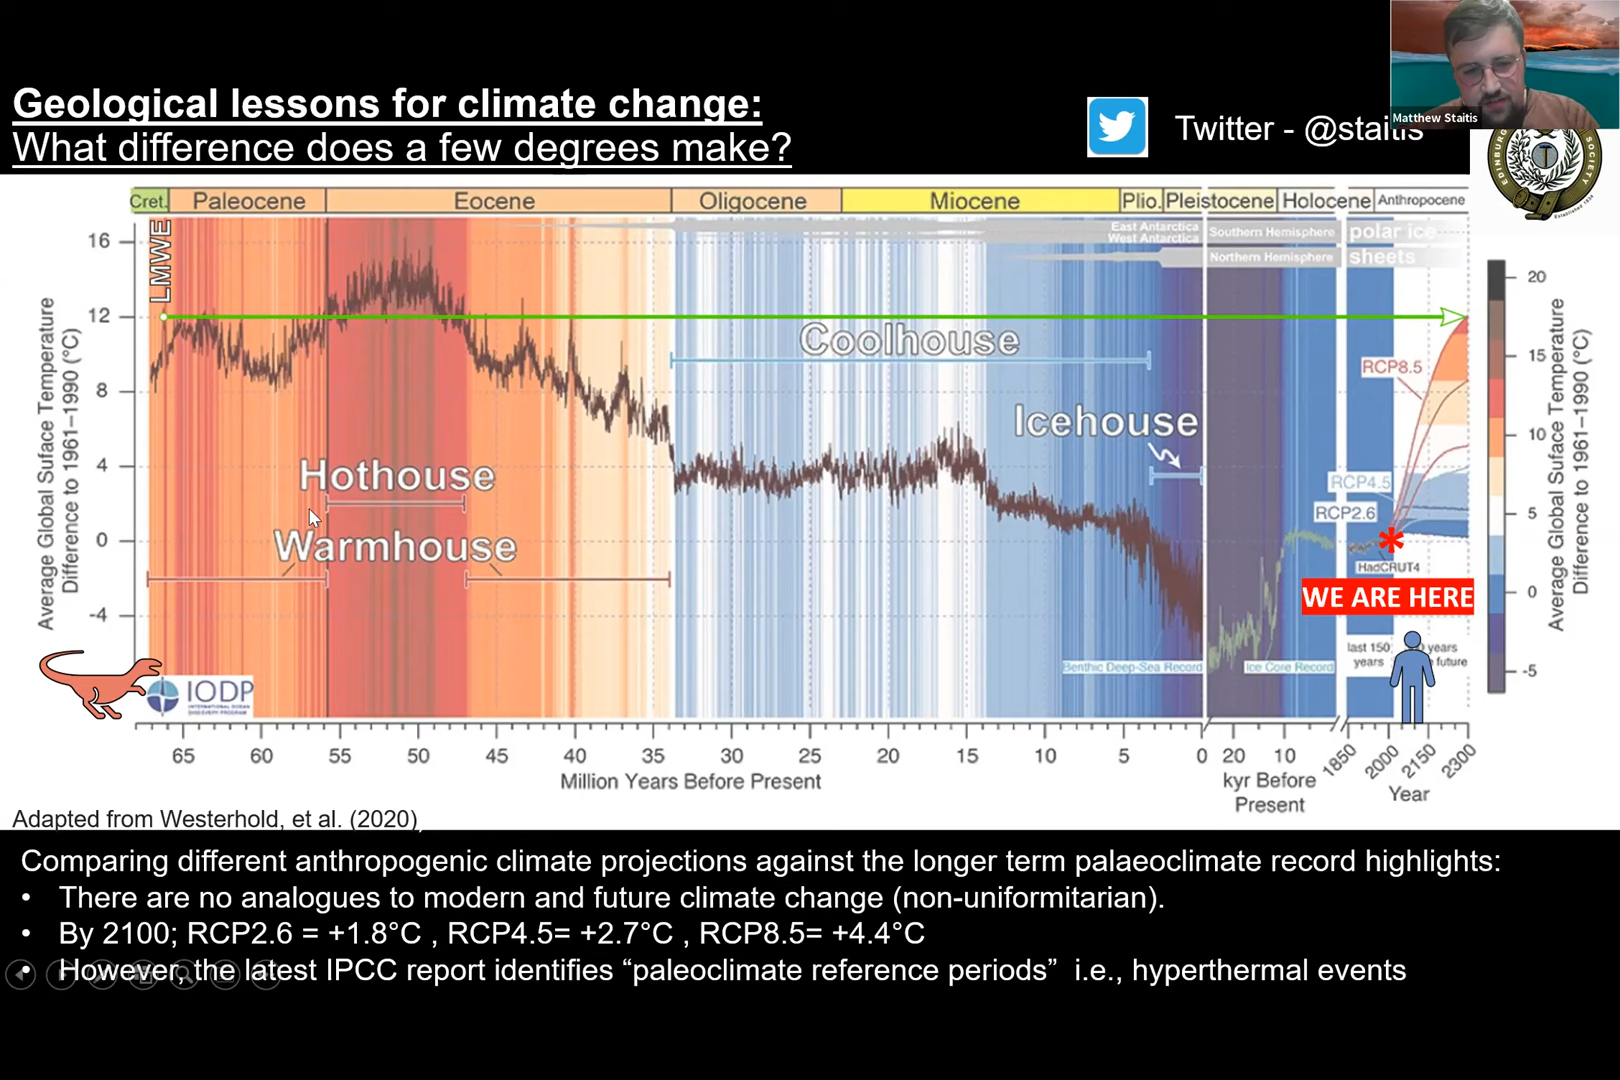 Geological lessons for climate change:
What difference does a few degrees make?
Twitter - @staitis
Matthew Staitis
EDINBURG
SOCIETY
Cret. Paleocene Eocene Oligocene Miocene Plio. Pleistocene Holocene Anthropocene
LMWE
East Antarctica
West Antarctica
Southern Hemisphere
polar ice
Northern Hemisphere
sheets
Average Global Suface Temperature
Difference to 1961–1990 (°C)
16
12
8
4
0
-4
Coolhouse
Icehouse
Hothouse
Warmhouse
RCP8.5
RCP4.5
RCP2.6
*
HadCRUT4
WE ARE HERE
Benthic Deep-Sea Record
Ice Core Record
last 150
years
years
future
IODP
INTERNATIONAL OCEAN
DISCOVERY PROGRAM
20
15
10
5
0
-5
Average Global Suface Temperature
Difference to 1961–1990 (°C)
65 60 55 50 45 40 35 30 25 20 15 10 5 0 20 10 1850 2000 2150 2300
Million Years Before Present
kyr Before
Present
Year
Adapted from Westerhold, et al. (2020)
Comparing different anthropogenic climate projections against the longer term palaeoclimate record highlights:
• There are no analogues to modern and future climate change (non-uniformitarian).
• By 2100; RCP2.6 = +1.8°C , RCP4.5= +2.7°C , RCP8.5= +4.4°C
• However, the latest IPCC report identifies “paleoclimate reference periods” i.e., hyperthermal events